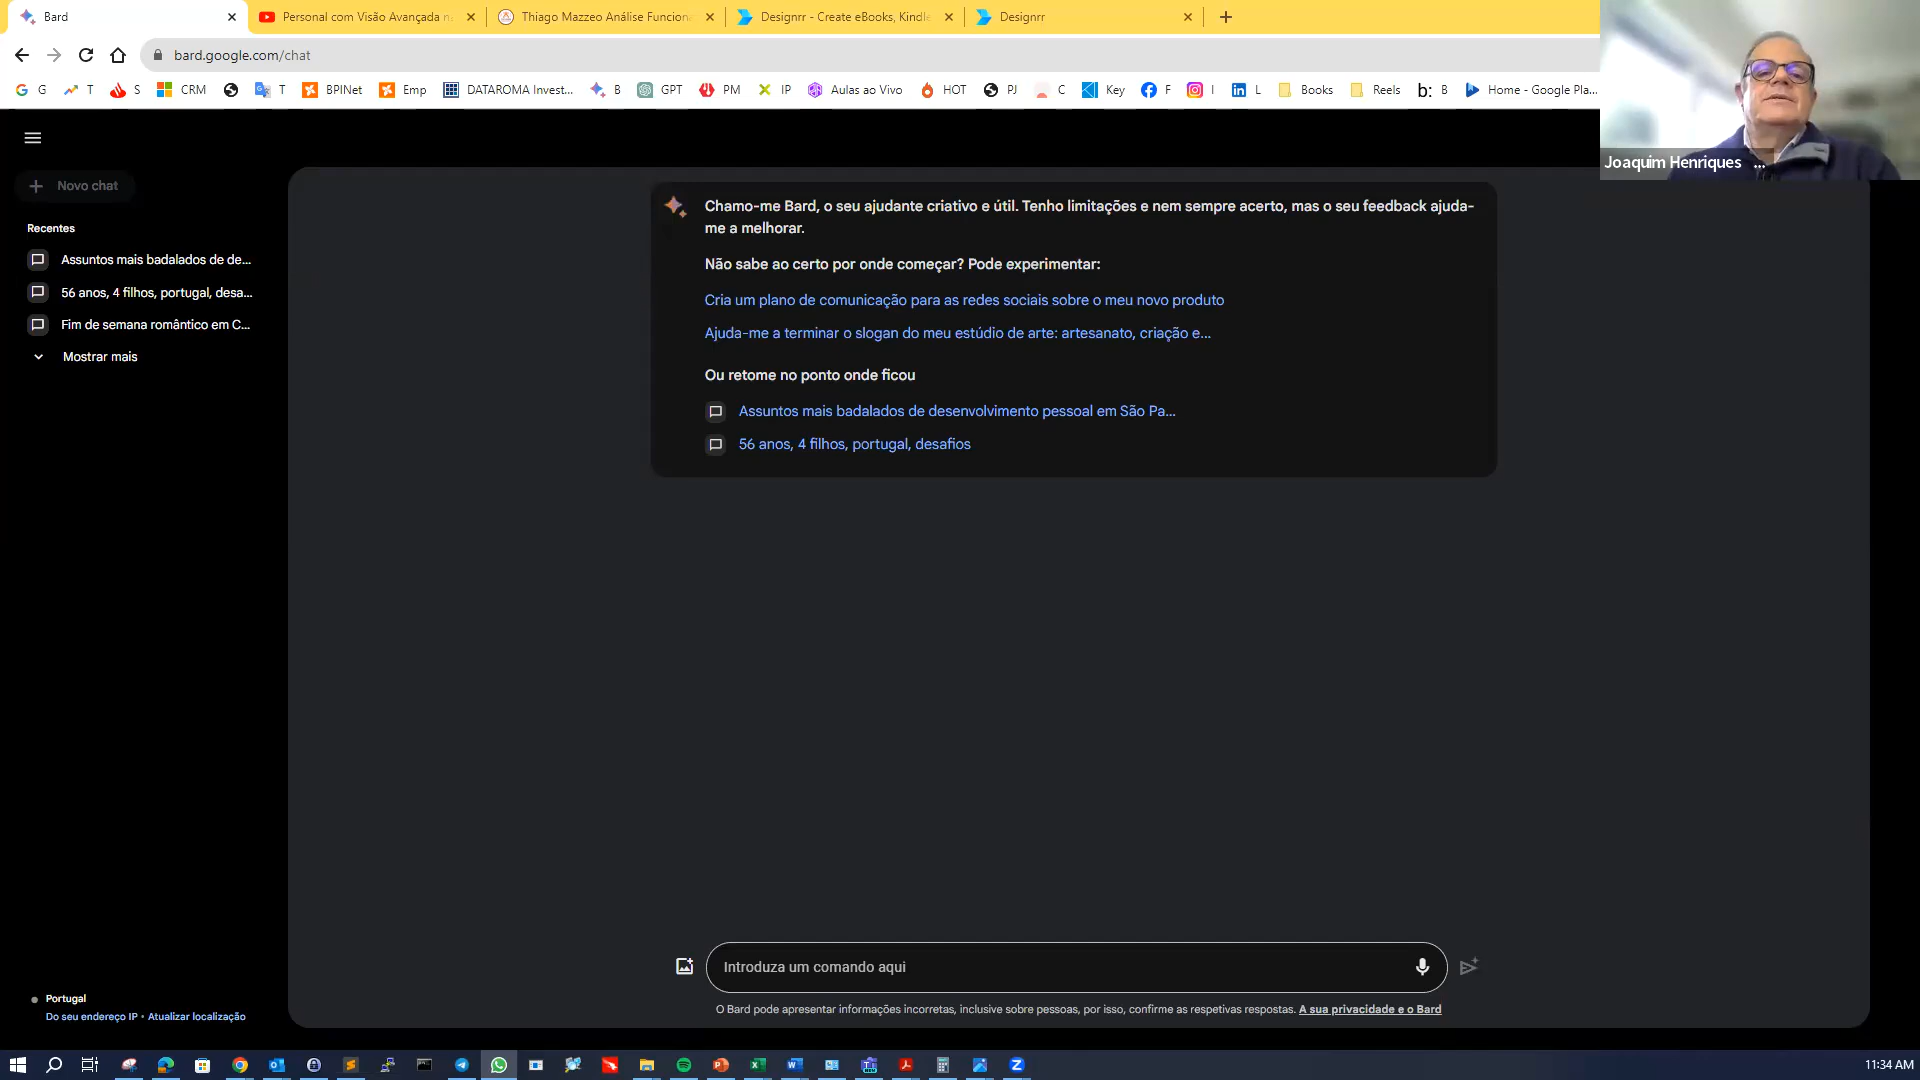 Bard
Personal com Visão Avançada n
Thiago Mazzeo Análise Funcion
Designrr - Create eBooks, Kindle
Designrr
bard.google.com/chat
G
T
S
CRM
T
BPINet
Emp
DATAROMA Invest...
B
GPT
PM
IP
Aulas ao Vivo
HOT
PJ
C
Key
F
I
L
Books
Reels
b: B
Home - Google Pla...
Joaquim Henriques ...
Novo chat
Recentes
Assuntos mais badalados de de...
56 anos, 4 filhos, portugal, desa...
Fim de semana romântico em C...
Mostrar mais
Chamo-me Bard, o seu ajudante criativo e útil. Tenho limitações e nem sempre acerto, mas o seu feedback ajuda-
me a melhorar.
Não sabe ao certo por onde começar? Pode experimentar:
Cria um plano de comunicação para as redes sociais sobre o meu novo produto
Ajuda-me a terminar o slogan do meu estúdio de arte: artesanato, criação e...
Ou retome no ponto onde ficou
Assuntos mais badalados de desenvolvimento pessoal em São Pa...
56 anos, 4 filhos, portugal, desafios
Introduza um comando aqui
O Bard pode apresentar informações incorretas, inclusive sobre pessoas, por isso, confirme as respetivas respostas. A sua privacidade e o Bard
Portugal
Do seu endereço IP • Atualizar localização
11:34 AM